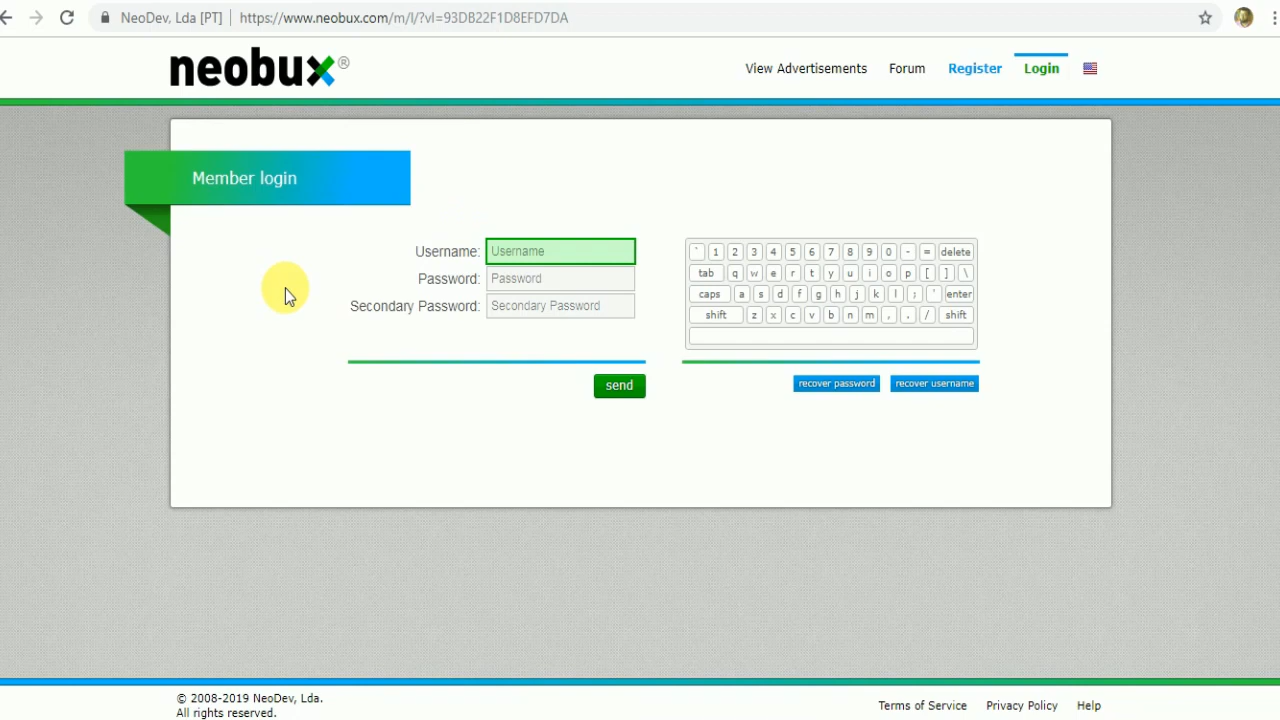 NeoDev, Lda [PT] https://www.neobux.com/m/l/?vl=93DB22F1D8EFD7DA
neobux®
View Advertisements Forum Register Login
Member login
Username: Username
Password: Password
Secondary Password: Secondary Password
` 1 2 3 4 5 6 7 8 9 0 - = delete
tab q w e r t y u i o p [ ] \
caps a s d f g h j k l ; ' enter
shift z x c v b n m , . / shift
send
recover password recover username
© 2008-2019 NeoDev, Lda.
All rights reserved.
Terms of Service Privacy Policy Help